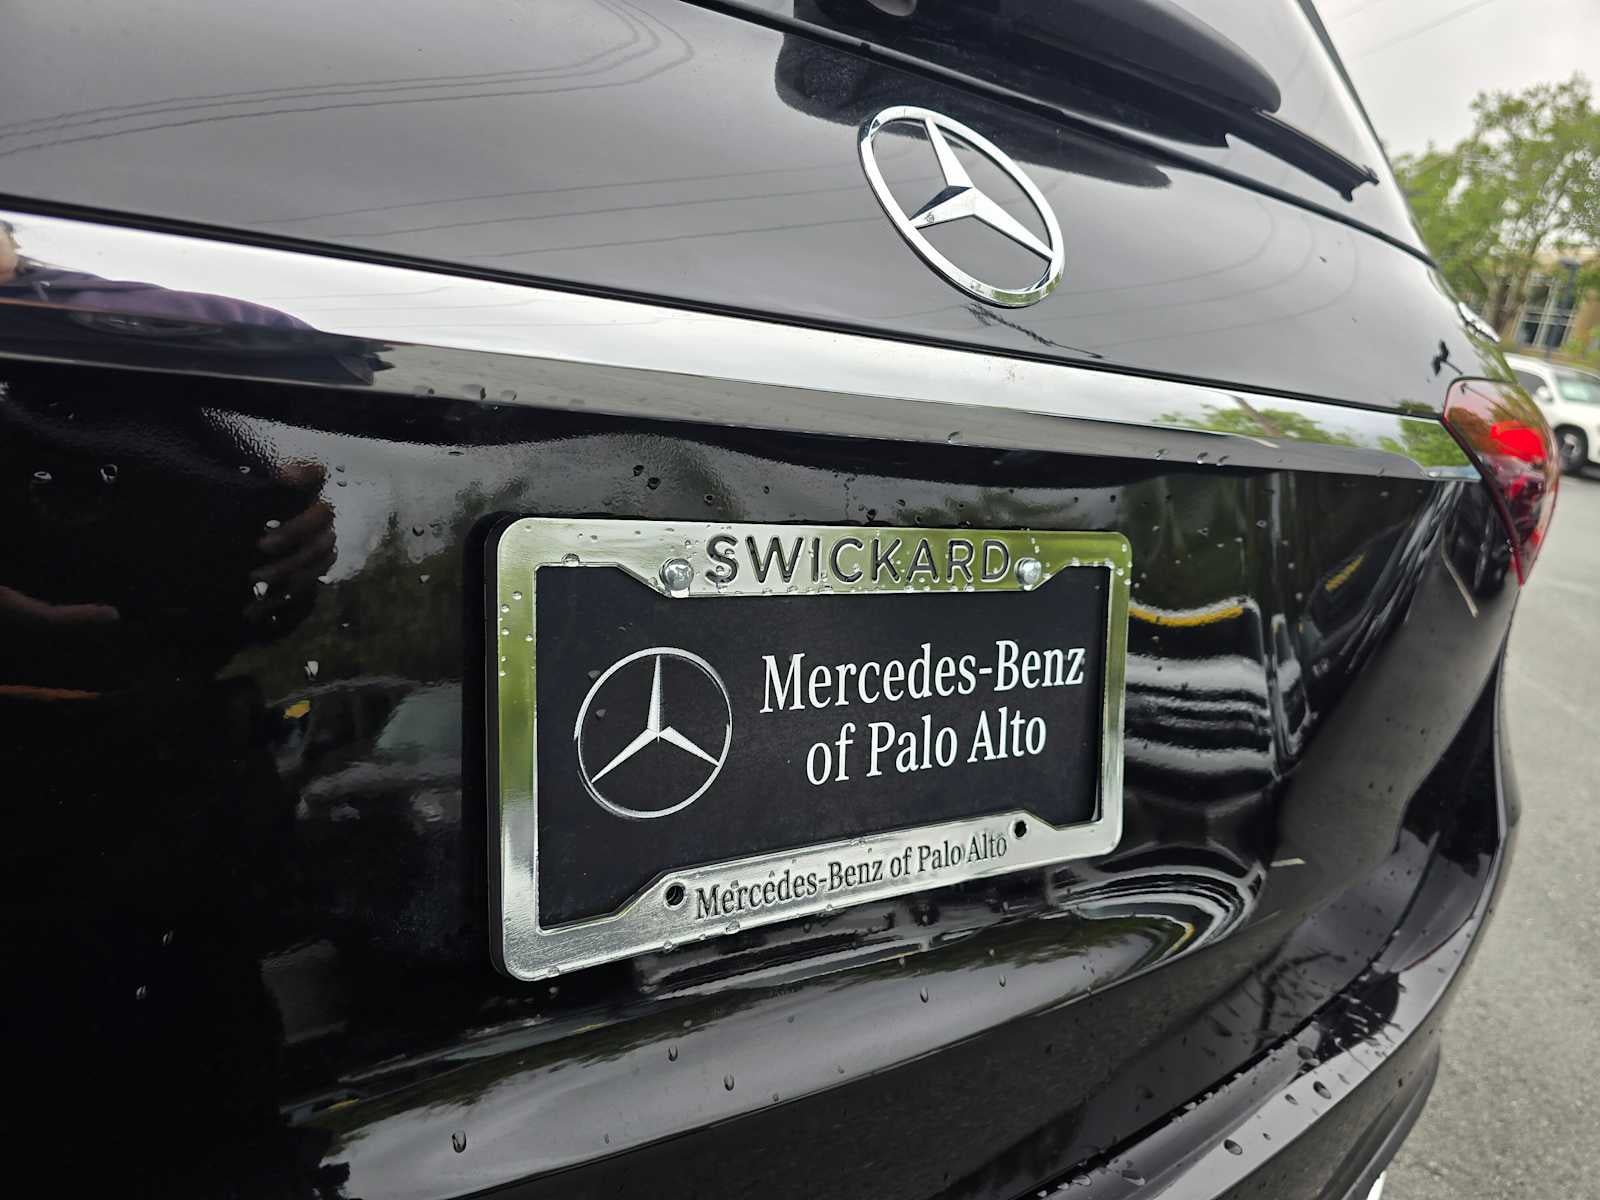 SWICKARD
Mercedes-Benz
of Palo Alto
Mercedes-Benz of Palo Alto